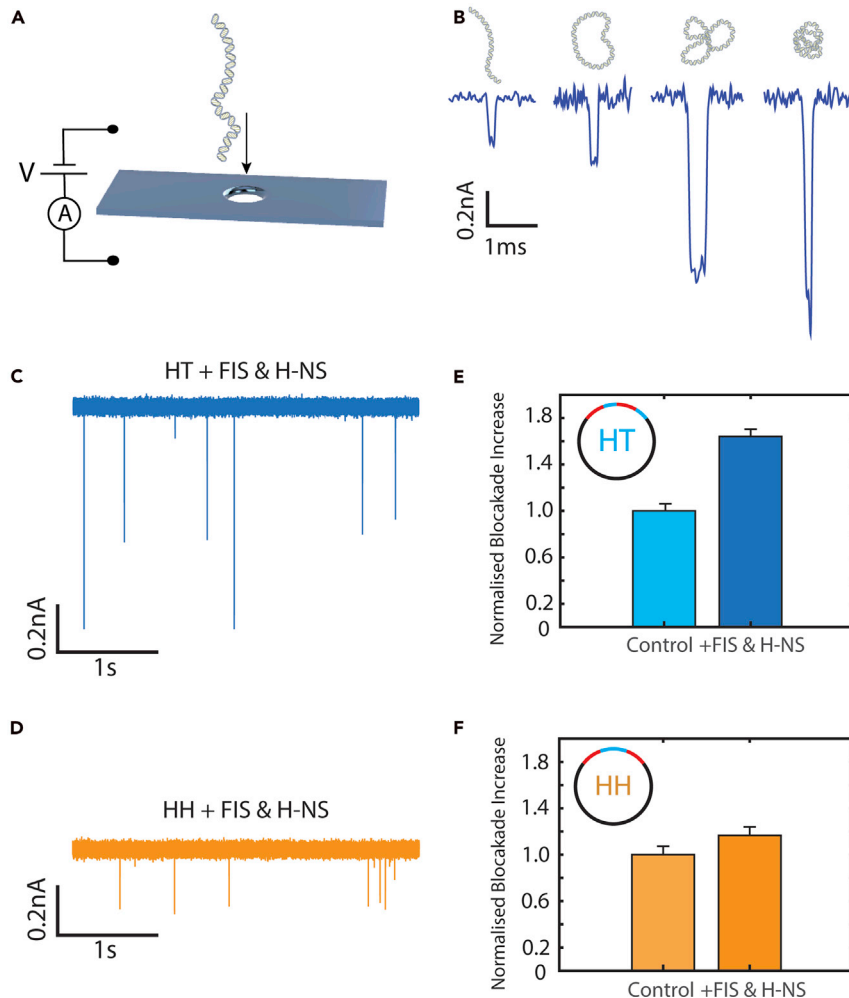 A
V
A
B
0.2nA
1ms
C
HT + FIS & H-NS
0.2nA
1s
D
HH + FIS & H-NS
0.2nA
1s
E
Normalised Blocakade Increase
1.8
1.4
1.0
0.6
0.2
0
HT
Control +FIS & H-NS
F
Normalised Blocakade Increase
1.8
1.4
1.0
0.6
0.2
0
HH
Control +FIS & H-NS